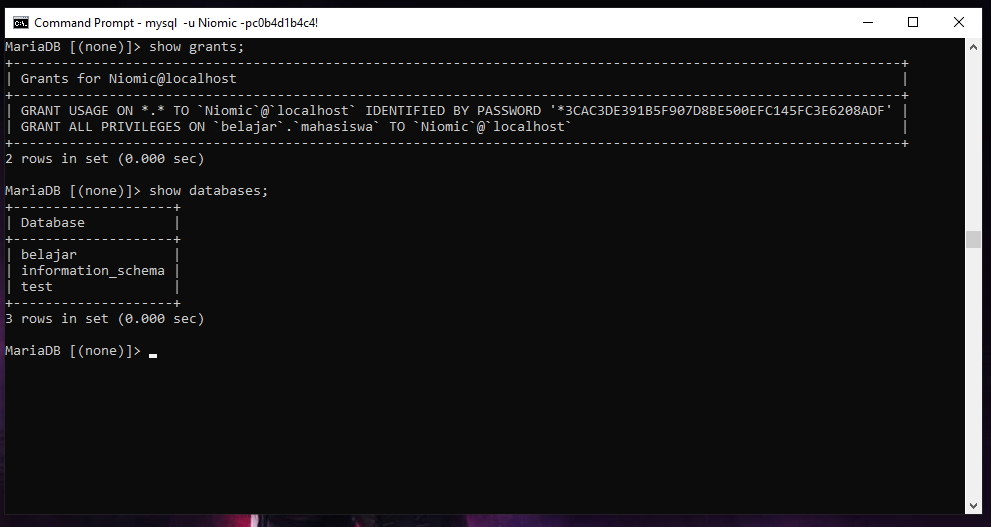 Command Prompt - mysql  -u Niomic -pc0b4d1b4c4!
MariaDB [(none)]> show grants;
+---------------------------------------------------------------------------------------------------------------+
| Grants for Niomic@localhost                                                                                   |
+---------------------------------------------------------------------------------------------------------------+
| GRANT USAGE ON *.* TO `Niomic`@`localhost` IDENTIFIED BY PASSWORD '*3CAC3DE391B5F907D8BE500EFC145FC3E6208ADF' |
| GRANT ALL PRIVILEGES ON `belajar`.`mahasiswa` TO `Niomic`@`localhost`                                         |
+---------------------------------------------------------------------------------------------------------------+
2 rows in set (0.000 sec)
MariaDB [(none)]> show databases;
+--------------------+
| Database           |
+--------------------+
| belajar            |
| information_schema |
| test               |
+--------------------+
3 rows in set (0.000 sec)
MariaDB [(none)]>